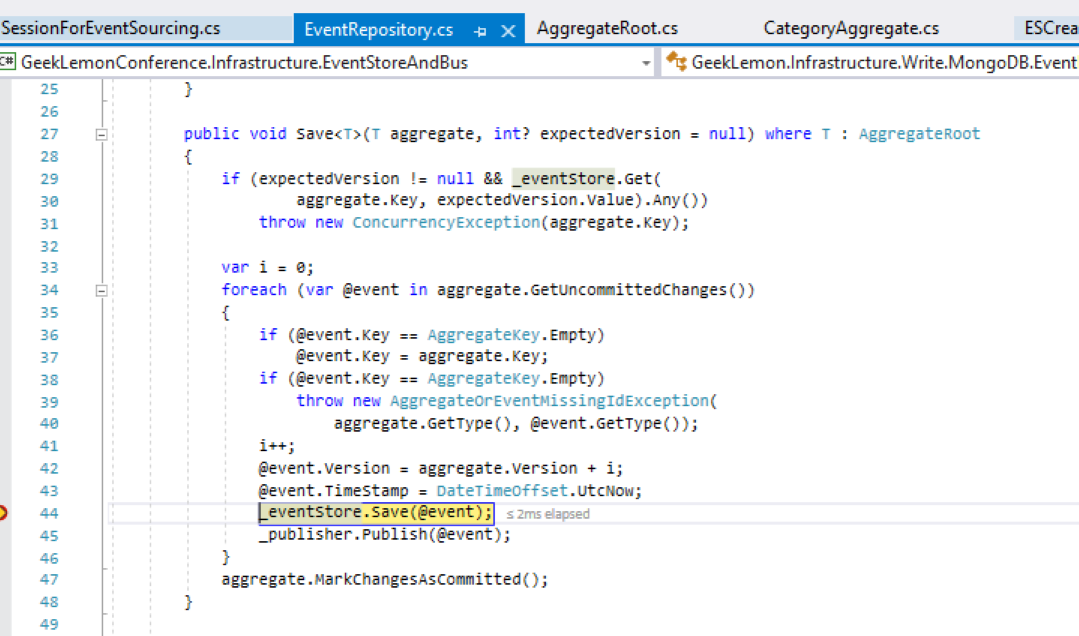 SessionForEventSourcing.cs EventRepository.cs AggregateRoot.cs CategoryAggregate.cs ESCrea
C# GeekLemonConference.Infrastructure.EventStoreAndBus GeekLemon.Infrastructure.Write.MongoDB.Event
25 }
26
27 public void Save<T>(T aggregate, int? expectedVersion = null) where T : AggregateRoot
28 {
29 if (expectedVersion != null && _eventStore.Get(
30 aggregate.Key, expectedVersion.Value).Any())
31 throw new ConcurrencyException(aggregate.Key);
32
33 var i = 0;
34 foreach (var @event in aggregate.GetUncommittedChanges())
35 {
36 if (@event.Key == AggregateKey.Empty)
37 @event.Key = aggregate.Key;
38 if (@event.Key == AggregateKey.Empty)
39 throw new AggregateOrEventMissingIdException(
40 aggregate.GetType(), @event.GetType());
41 i++;
42 @event.Version = aggregate.Version + i;
43 @event.TimeStamp = DateTimeOffset.UtcNow;
44 _eventStore.Save(@event); ≤ 2ms elapsed
45 _publisher.Publish(@event);
46 }
47 aggregate.MarkChangesAsCommitted();
48 }
49